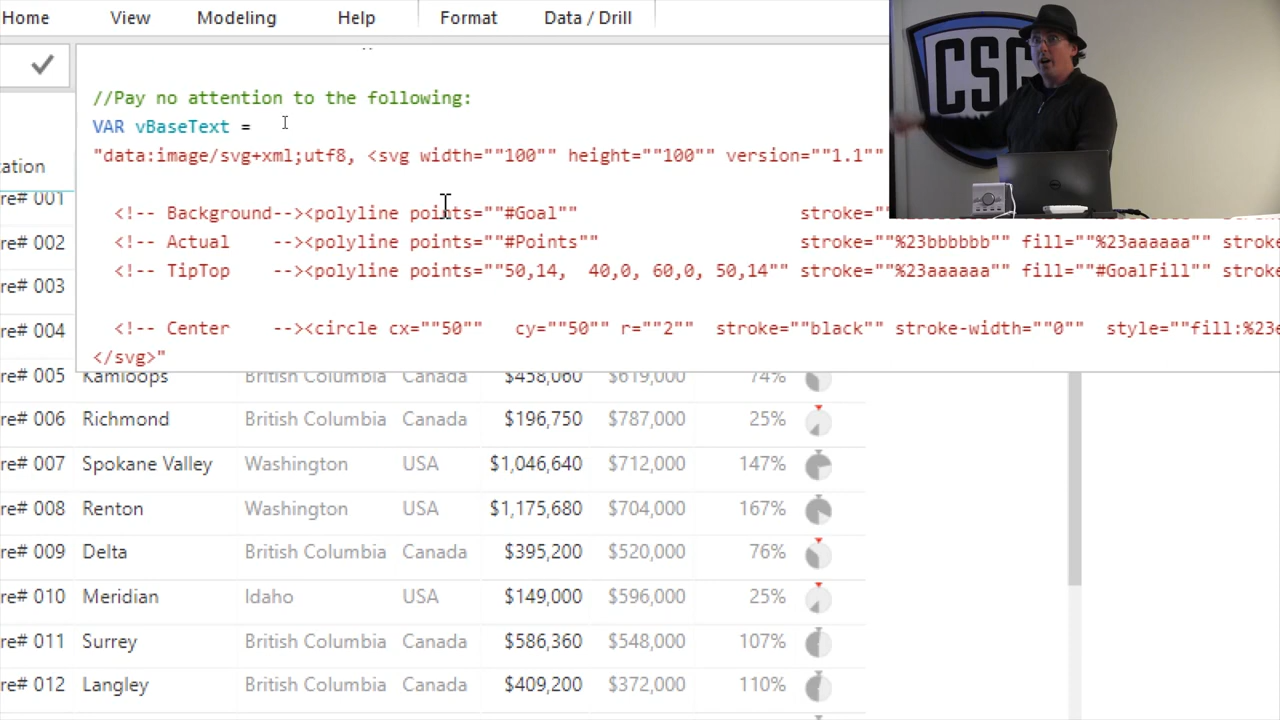 Home View Modeling Help Format Data / Drill
CSC
//Pay no attention to the following:
VAR vBaseText =
"data:image/svg+xml;utf8, <svg width=""100"" height=""100"" version=""1.1""
<!-- Background--><polyline points=""#Goal"" stroke=""
<!-- Actual --><polyline points=""#Points"" stroke=""%23bbbbbb"" fill=""%23aaaaaa"" stroke
<!-- TipTop --><polyline points=""50,14, 40,0, 60,0, 50,14"" stroke=""%23aaaaaa"" fill=""#GoalFill"" stroke
<!-- Center --><circle cx=""50"" cy=""50"" r=""2"" stroke=""black"" stroke-width=""0"" style=""fill:%23e
</svg>"
tation
re# 001
re# 002
re# 003
re# 004
re# 005 Kamloops British Columbia Canada $458,060 $619,000 74%
re# 006 Richmond British Columbia Canada $196,750 $787,000 25%
re# 007 Spokane Valley Washington USA $1,046,640 $712,000 147%
re# 008 Renton Washington USA $1,175,680 $704,000 167%
re# 009 Delta British Columbia Canada $395,200 $520,000 76%
re# 010 Meridian Idaho USA $149,000 $596,000 25%
re# 011 Surrey British Columbia Canada $586,360 $548,000 107%
re# 012 Langley British Columbia Canada $409,200 $372,000 110%